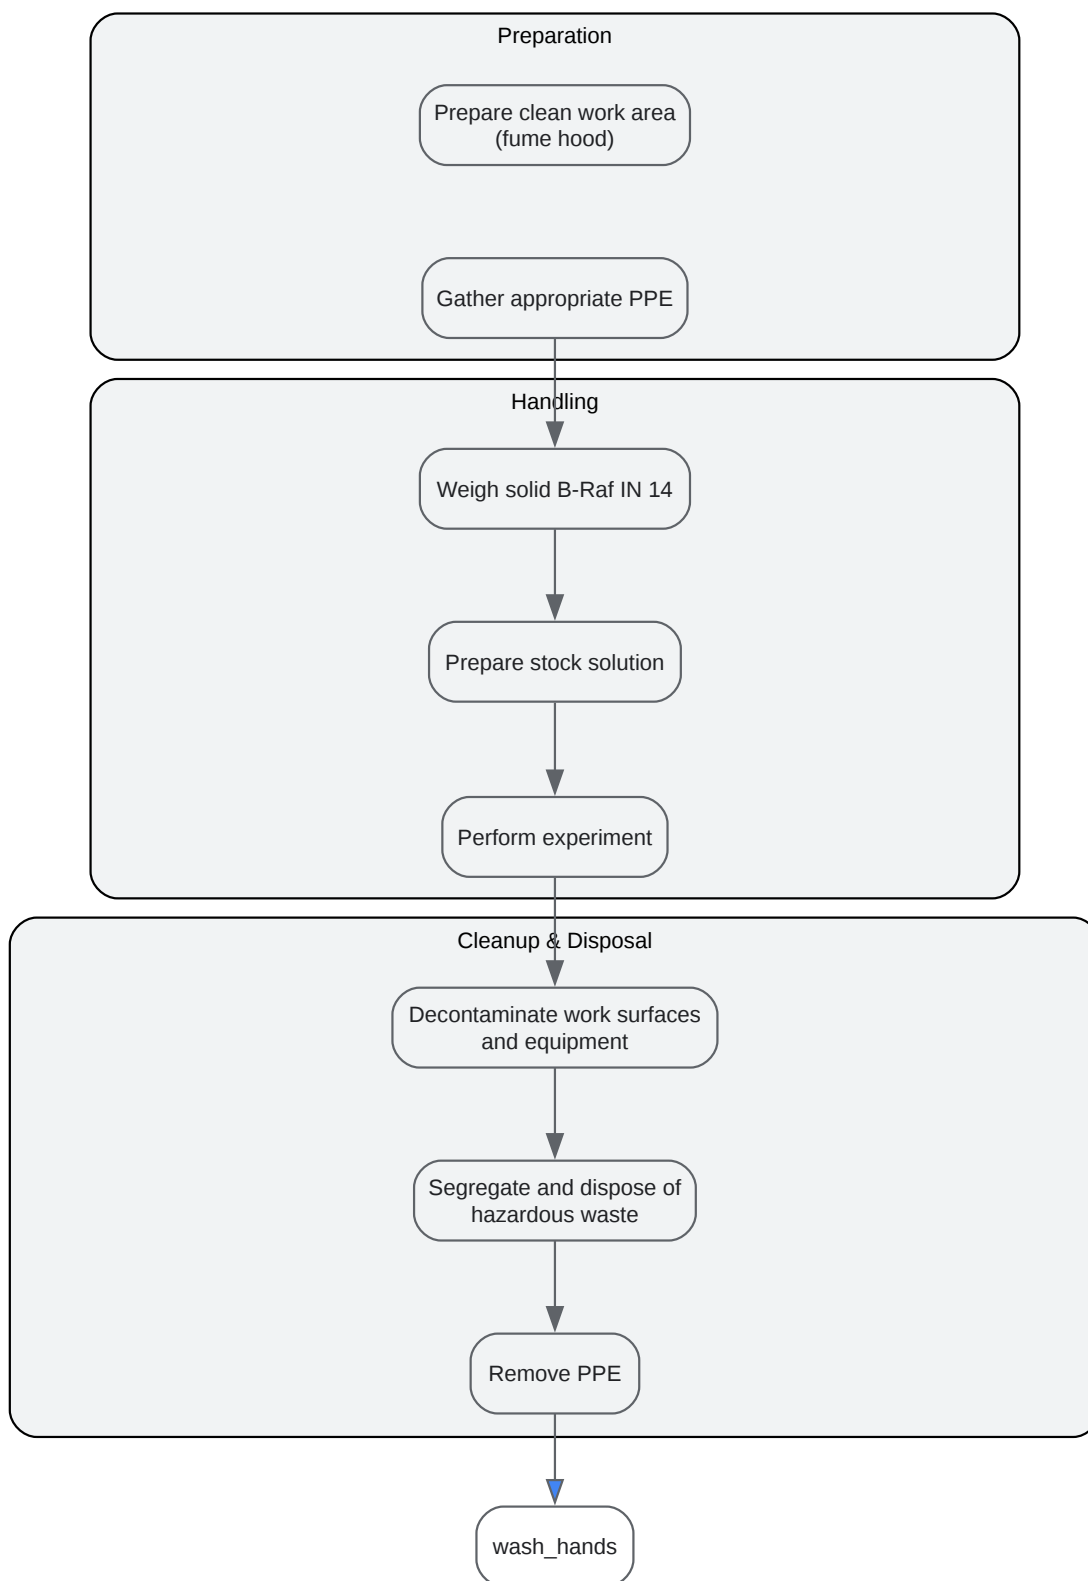 Preparation
Prepare clean work area
(fume hood)
Gather appropriate PPE
Handling
Weigh solid B-Raf IN 14
Prepare stock solution
Perform experiment
Cleanup & Disposal
Decontaminate work surfaces
and equipment
Segregate and dispose of
hazardous waste
Remove PPE
wash_hands